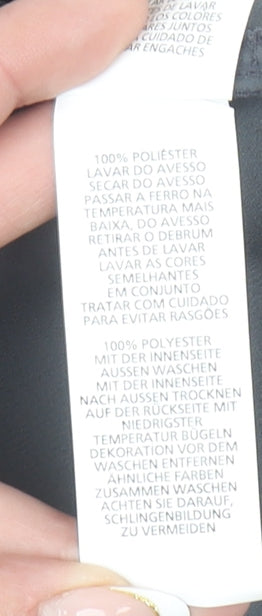 DE LAVAR
OS COLORES
ARES JUNTOS
CUIDADO DE
AR ENGACHES
100% POLIÉSTER
LAVAR DO AVESSO
SECAR DO AVESSO
PASSAR A FERRO NA
TEMPERATURA MAIS
BAIXA, DO AVESSO
RETIRAR O DEBRUM
ANTES DE LAVAR
LAVAR AS CORES
SEMELHANTES
EM CONJUNTO
TRATAR COM CUIDADO
PARA EVITAR RASGÕES
100% POLYESTER
MIT DER INNENSEITE
AUSSEN WASCHEN
MIT DER INNENSEITE
NACH AUSSEN TROCKNEN
AUF DER RÜCKSEITE MIT
NIEDRIGSTER
TEMPERATUR BÜGELN
DEKORATION VOR DEM
WASCHEN ENTFERNEN
ÄHNLICHE FARBEN
ZUSAMMEN WASCHEN
ACHTEN SIE DARAUF,
SCHLINGENBILDUNG
ZU VERMEIDEN